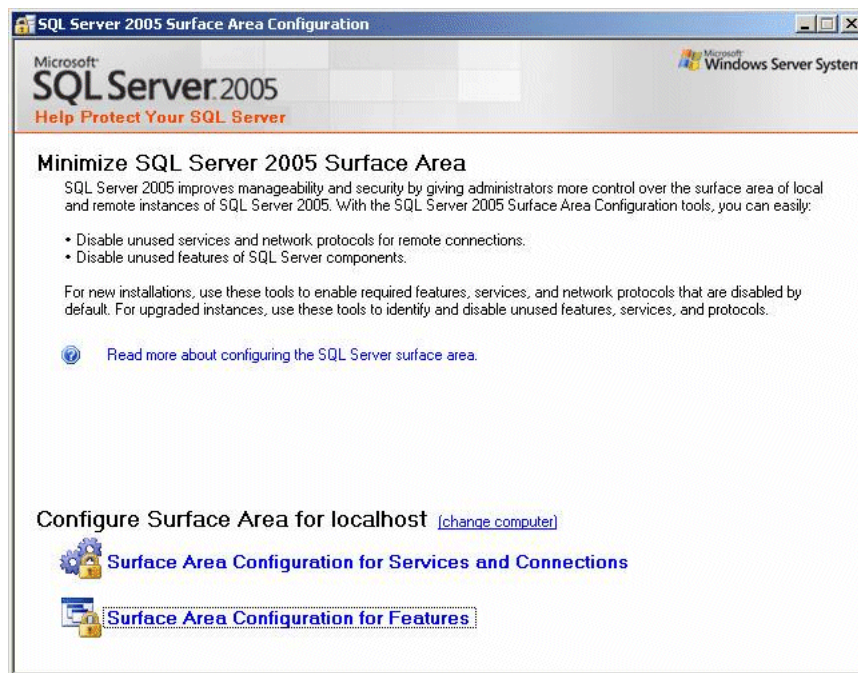 SQL Server 2005 Surface Area Configuration
Microsoft
SQL Server 2005
Help Protect Your SQL Server
Microsoft
Windows Server System
Minimize SQL Server 2005 Surface Area
SQL Server 2005 improves manageability and security by giving administrators more control over the surface area of local
and remote instances of SQL Server 2005. With the SQL Server 2005 Surface Area Configuration tools, you can easily:
• Disable unused services and network protocols for remote connections.
• Disable unused features of SQL Server components.
For new installations, use these tools to enable required features, services, and network protocols that are disabled by
default. For upgraded instances, use these tools to identify and disable unused features, services, and protocols.
Read more about configuring the SQL Server surface area.
Configure Surface Area for localhost (change computer)
Surface Area Configuration for Services and Connections
Surface Area Configuration for Features